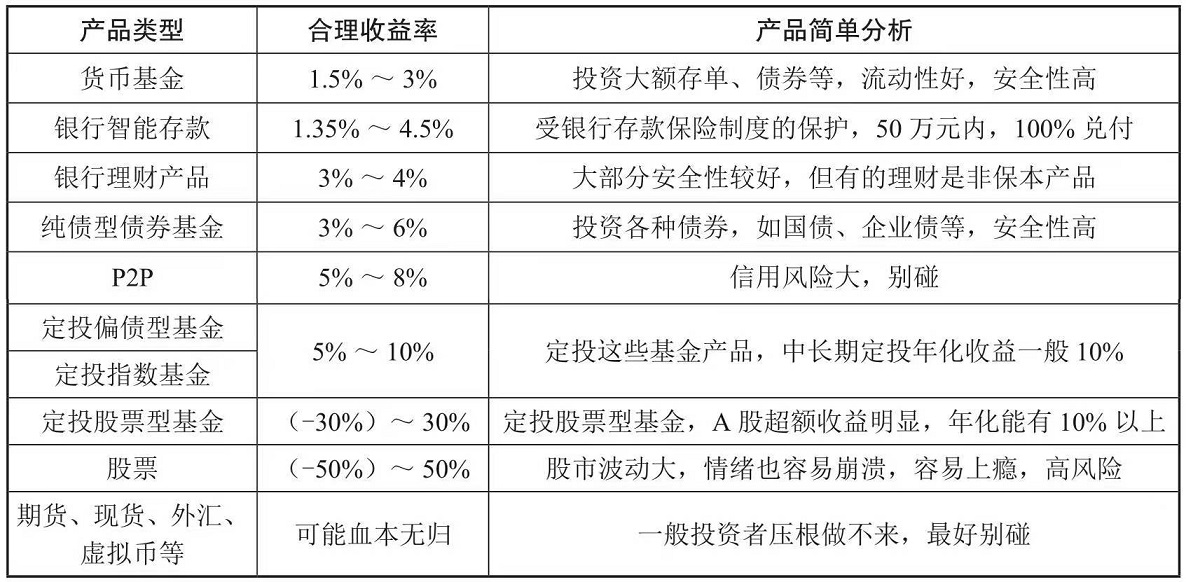 产品类型 合理收益率 产品简单分析
货币基金 1.5%～3% 投资大额存单、债券等，流动性好，安全性高
银行智能存款 1.35%～4.5% 受银行存款保险制度的保护，50 万元内，100% 兑付
银行理财产品 3%～4% 大部分安全性较好，但有的理财是非保本产品
纯债型债券基金 3%～6% 投资各种债券，如国债、企业债等，安全性高
P2P 5%～8% 信用风险大，别碰
定投偏债型基金
定投指数基金
5%～10% 定投这些基金产品，中长期定投年化收益一般 10%
定投股票型基金 （-30%）～30% 定投股票型基金，A 股超额收益明显，年化能有 10% 以上
股票 （-50%）～50% 股市波动大，情绪也容易崩溃，容易上瘾，高风险
期货、现货、外汇、
虚拟币等
可能血本无归 一般投资者压根做不来，最好别碰